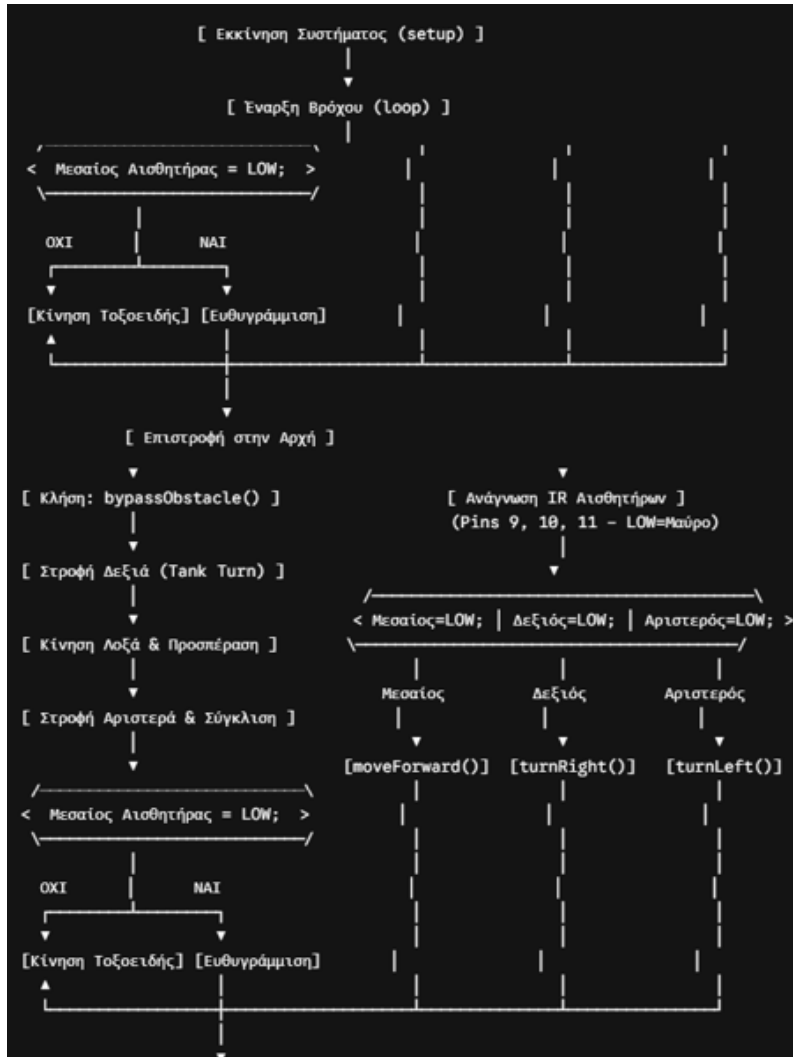 [ Εκκίνηση Συστήματος (setup) ]
[ Έναρξη Βρόχου (loop) ]
< Μεσαίος Αισθητήρας = LOW; >
ΟΧΙ ΝΑΙ
[Κίνηση Τοξοειδής] [Ευθυγράμμιση]
[ Επιστροφή στην Αρχή ]
[ Κλήση: bypassObstacle() ]
[ Στροφή Δεξιά (Tank Turn) ]
[ Κίνηση Λοξά & Προσπέραση ]
[ Στροφή Αριστερά & Σύγκλιση ]
< Μεσαίος Αισθητήρας = LOW; >
ΟΧΙ ΝΑΙ
[Κίνηση Τοξοειδής] [Ευθυγράμμιση]
[ Ανάγνωση IR Αισθητήρων ]
(Pins 9, 10, 11 – LOW=Μαύρο)
< Μεσαίος=LOW; | Δεξιός=LOW; | Αριστερός=LOW; >
Μεσαίος Δεξιός Αριστερός
[moveForward()] [turnRight()] [turnLeft()]